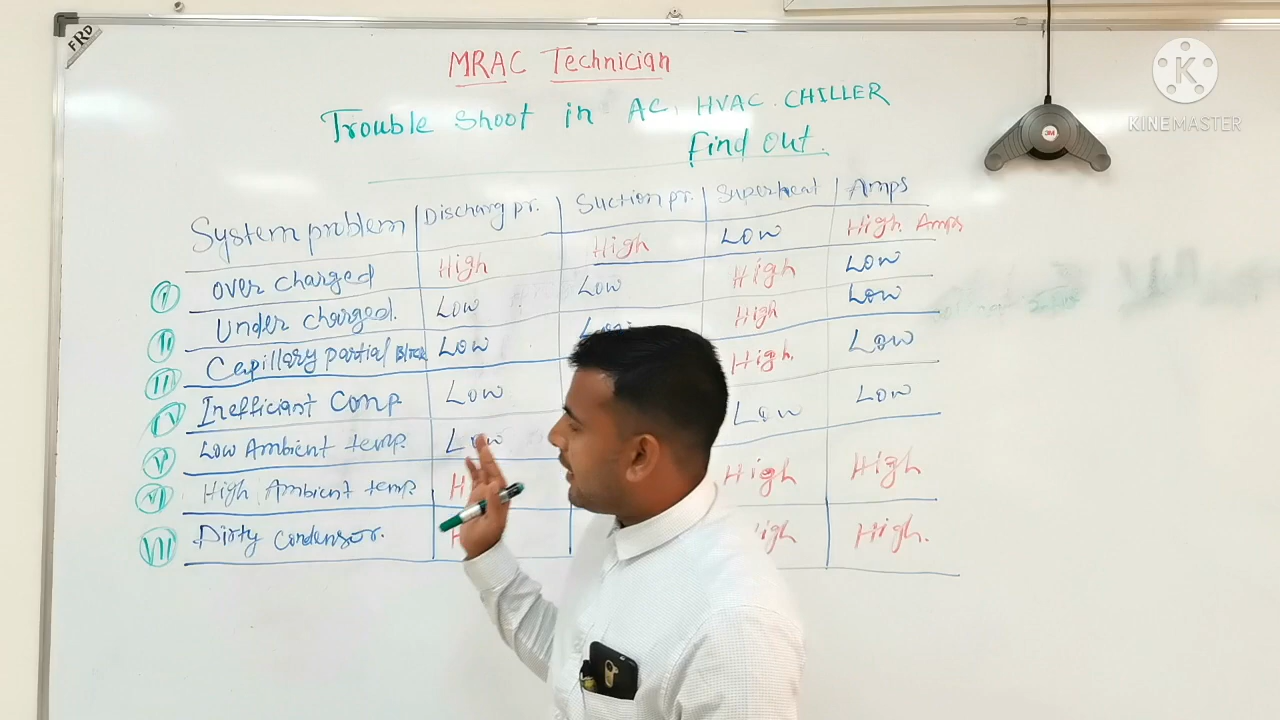 FRD
MRAC Technician
KINEMASTER
Trouble Shoot in AC, HVAC. CHILLER
Find Out.
3M
System problem Discharg pr. Suction pr. Superheat Amps
I over charged High High Low High Amps
II Under charged. Low Low High Low
III Capillary partial Block Low High Low
IV Inefficient Comp Low High. Low
V Low Ambient temp. Low Low Low
VI High Ambient temp High High
VII Dirty Condensor. High.